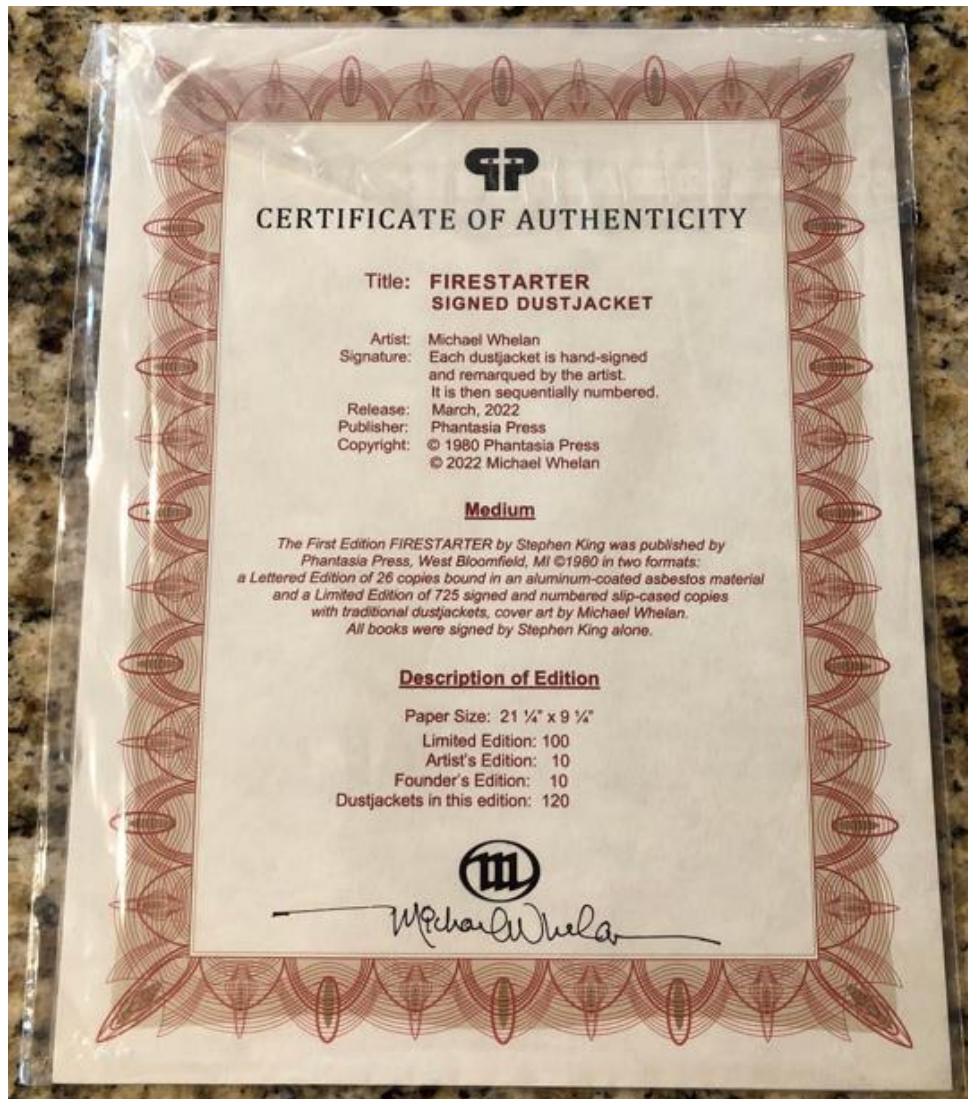 PP
CERTIFICATE OF AUTHENTICITY
Title: FIRESTARTER
SIGNED DUSTJACKET
Artist: Michael Whelan
Signature: Each dustjacket is hand-signed
and remarqued by the artist.
It is then sequentially numbered.
Release: March, 2022
Publisher: Phantasia Press
Copyright: © 1980 Phantasia Press
© 2022 Michael Whelan
Medium
The First Edition FIRESTARTER by Stephen King was published by
Phantasia Press, West Bloomfield, MI ©1980 in two formats:
a Lettered Edition of 26 copies bound in an aluminum-coated asbestos material
and a Limited Edition of 725 signed and numbered slip-cased copies
with traditional dustjackets, cover art by Michael Whelan.
All books were signed by Stephen King alone.
Description of Edition
Paper Size: 21 ¼" x 9 ¼"
Limited Edition: 100
Artist's Edition: 10
Founder's Edition: 10
Dustjackets in this edition: 120
m
Michael Whelan